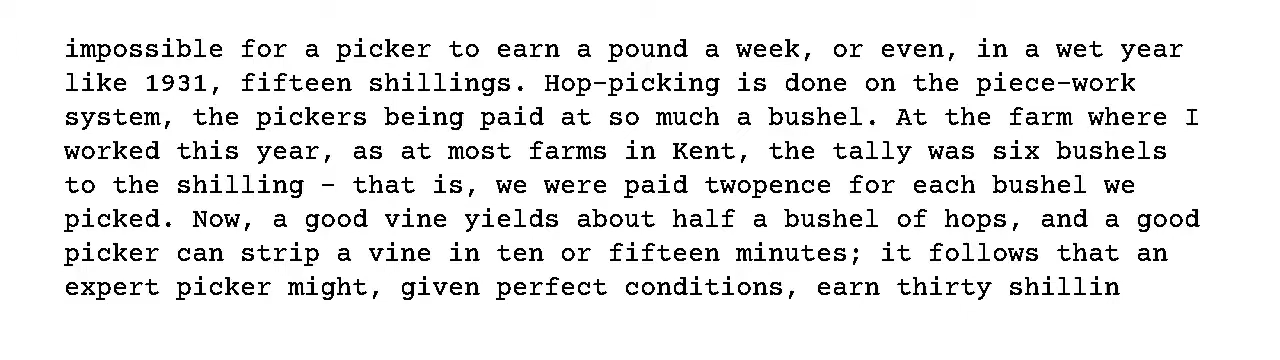 impossible for a picker to earn a pound a week, or even, in a wet year
like 1931, fifteen shillings. Hop-picking is done on the piece-work
system, the pickers being paid at so much a bushel. At the farm where I
worked this year, as at most farms in Kent, the tally was six bushels
to the shilling – that is, we were paid twopence for each bushel we
picked. Now, a good vine yields about half a bushel of hops, and a good
picker can strip a vine in ten or fifteen minutes; it follows that an
expert picker might, given perfect conditions, earn thirty shillin